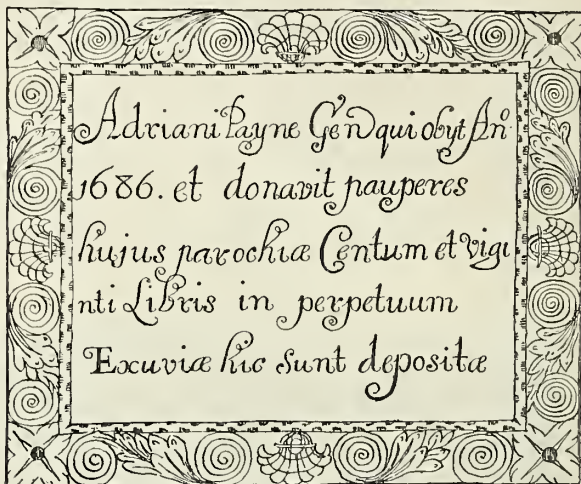 Adriani Payne Gen qui obyt Anº
1686. et donavit pauperes
hujus parochiæ Centum et vigi
nti Libris in perpetuum
Exuviæ hic Sunt depositæ